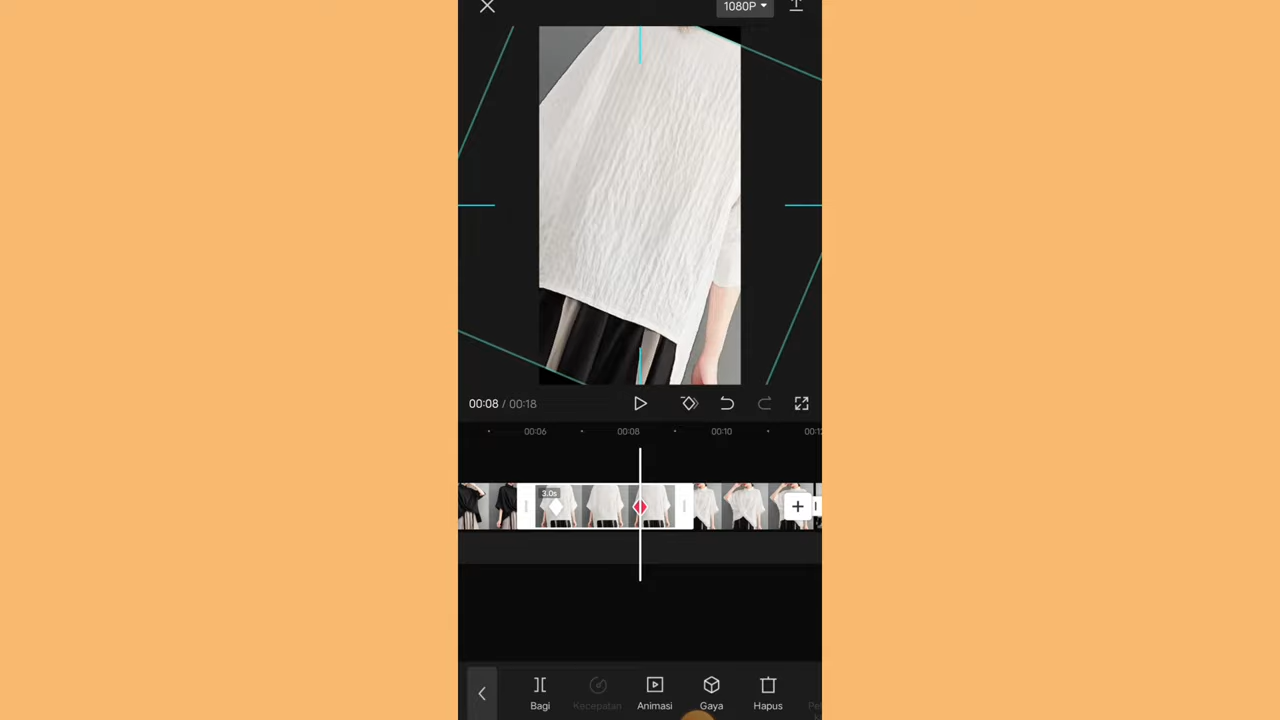 1080P
00:08 / 00:18
00:06
00:08
00:10
3.0s
Bagi
Kecepatan
Animasi
Gaya
Hapus